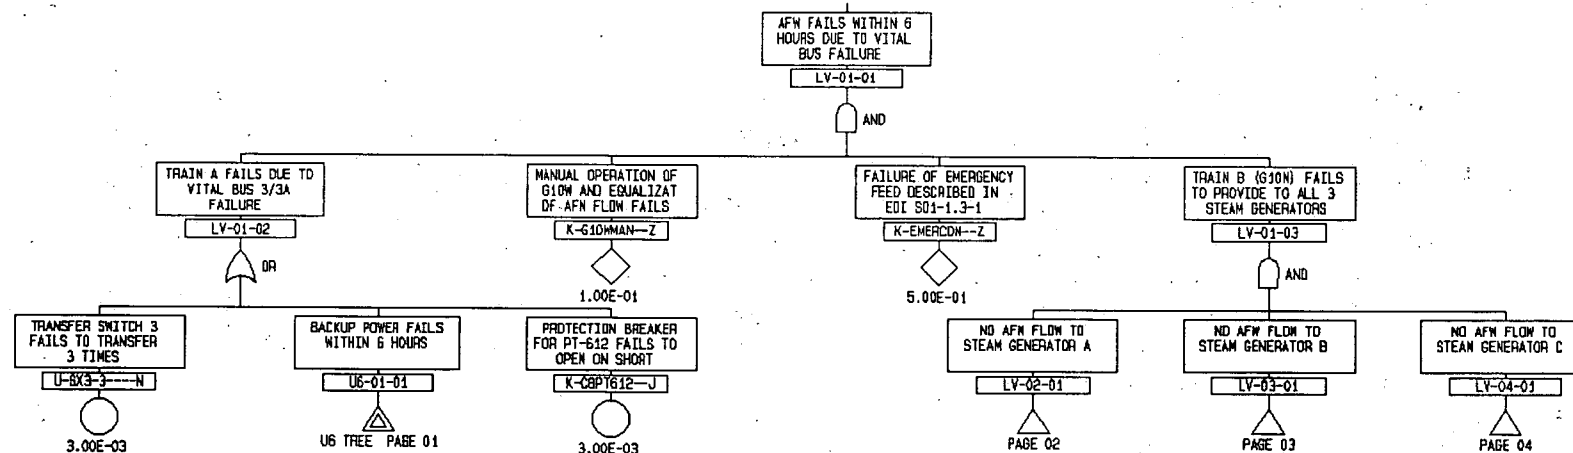 AFW FAILS WITHIN 6
HOURS DUE TO VITAL
BUS FAILURE
LV-01-01
AND
TRAIN A FAILS DUE TO
VITAL BUS 3/3A
FAILURE
LV-01-02
OR
MANUAL OPERATION OF
G10W AND EQUALIZAT
OF AFW FLOW FAILS
K-G10WMAN--Z
1.00E-01
FAILURE OF EMERGENCY
FEED DESCRIBED IN
EOI SO1-1.3-1
K-EMERCON--Z
5.00E-01
TRAIN B (G10N) FAILS
TO PROVIDE TO ALL 3
STEAM GENERATORS
LV-01-03
AND
TRANSFER SWITCH 3
FAILS TO TRANSFER
3 TIMES
U-SX3-3----N
3.00E-03
BACKUP POWER FAILS
WITHIN 6 HOURS
U6-01-01
U6 TREE PAGE 01
PROTECTION BREAKER
FOR PT-612 FAILS TO
OPEN ON SHORT
K-CBPT612--J
3.00E-03
NO AFW FLOW TO
STEAM GENERATOR A
LV-02-01
PAGE 02
NO AFW FLOW TO
STEAM GENERATOR B
LV-03-01
PAGE 03
NO AFW FLOW TO
STEAM GENERATOR C
LV-04-01
PAGE 04